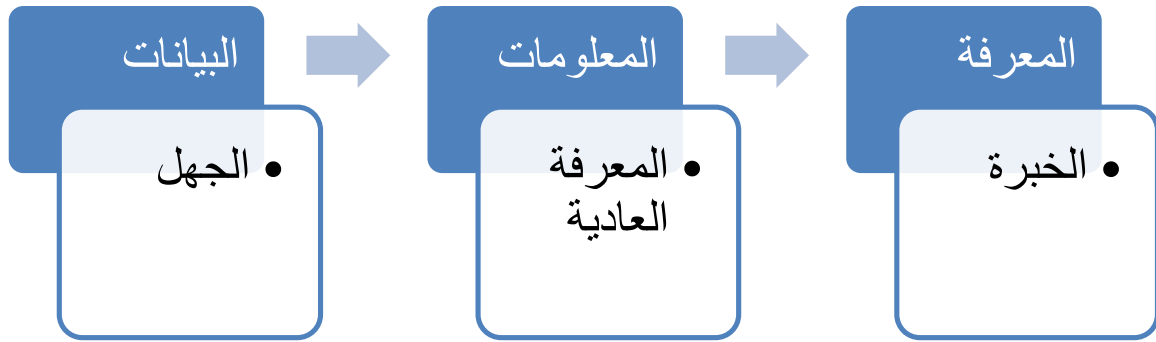 البيانات
• الجهل
المعلومات
• المعرفة
العادية
المعرفة
• الخبرة